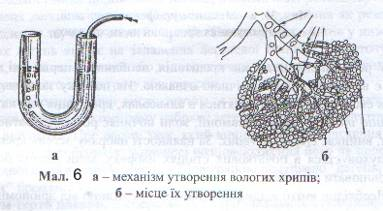 а
б
Мал. 6 а – механізм утворення вологих хрипів;
б – місце їх утворення